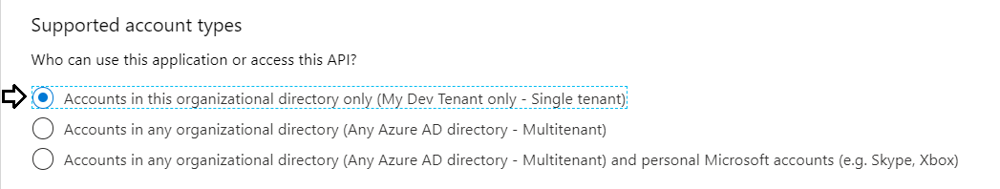 Supported account types
Who can use this application or access this API?
Accounts in this organizational directory only (My Dev Tenant only - Single tenant)
Accounts in any organizational directory (Any Azure AD directory - Multitenant)
Accounts in any organizational directory (Any Azure AD directory - Multitenant) and personal Microsoft accounts (e.g. Skype, Xbox)